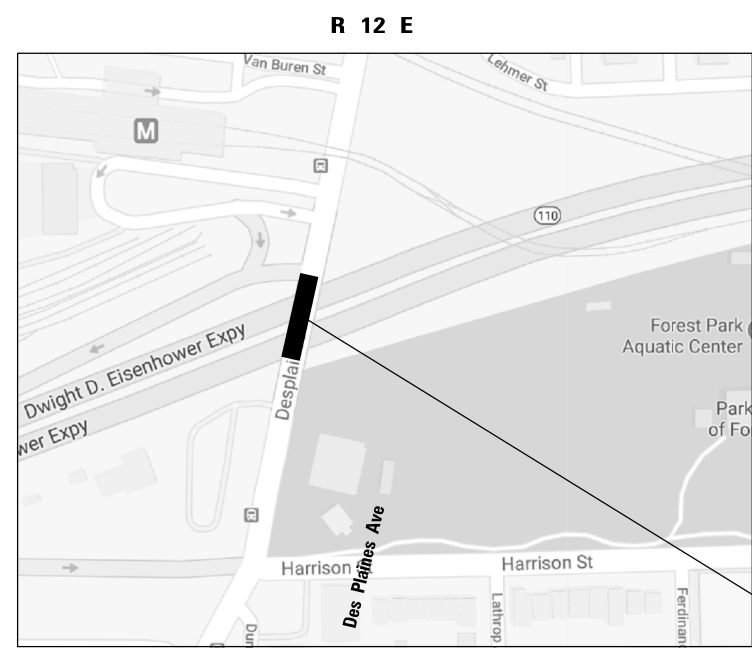 R 12 E
Van Buren St
Lehmer St
M
110
Forest Park
Aquatic Center
Dwight D. Eisenhower Expy
wer Expy
Desplai
Park
of Fo
Des Plaines Ave
Harrison
Harrison St
Lathrop
Ferdinand
Dun